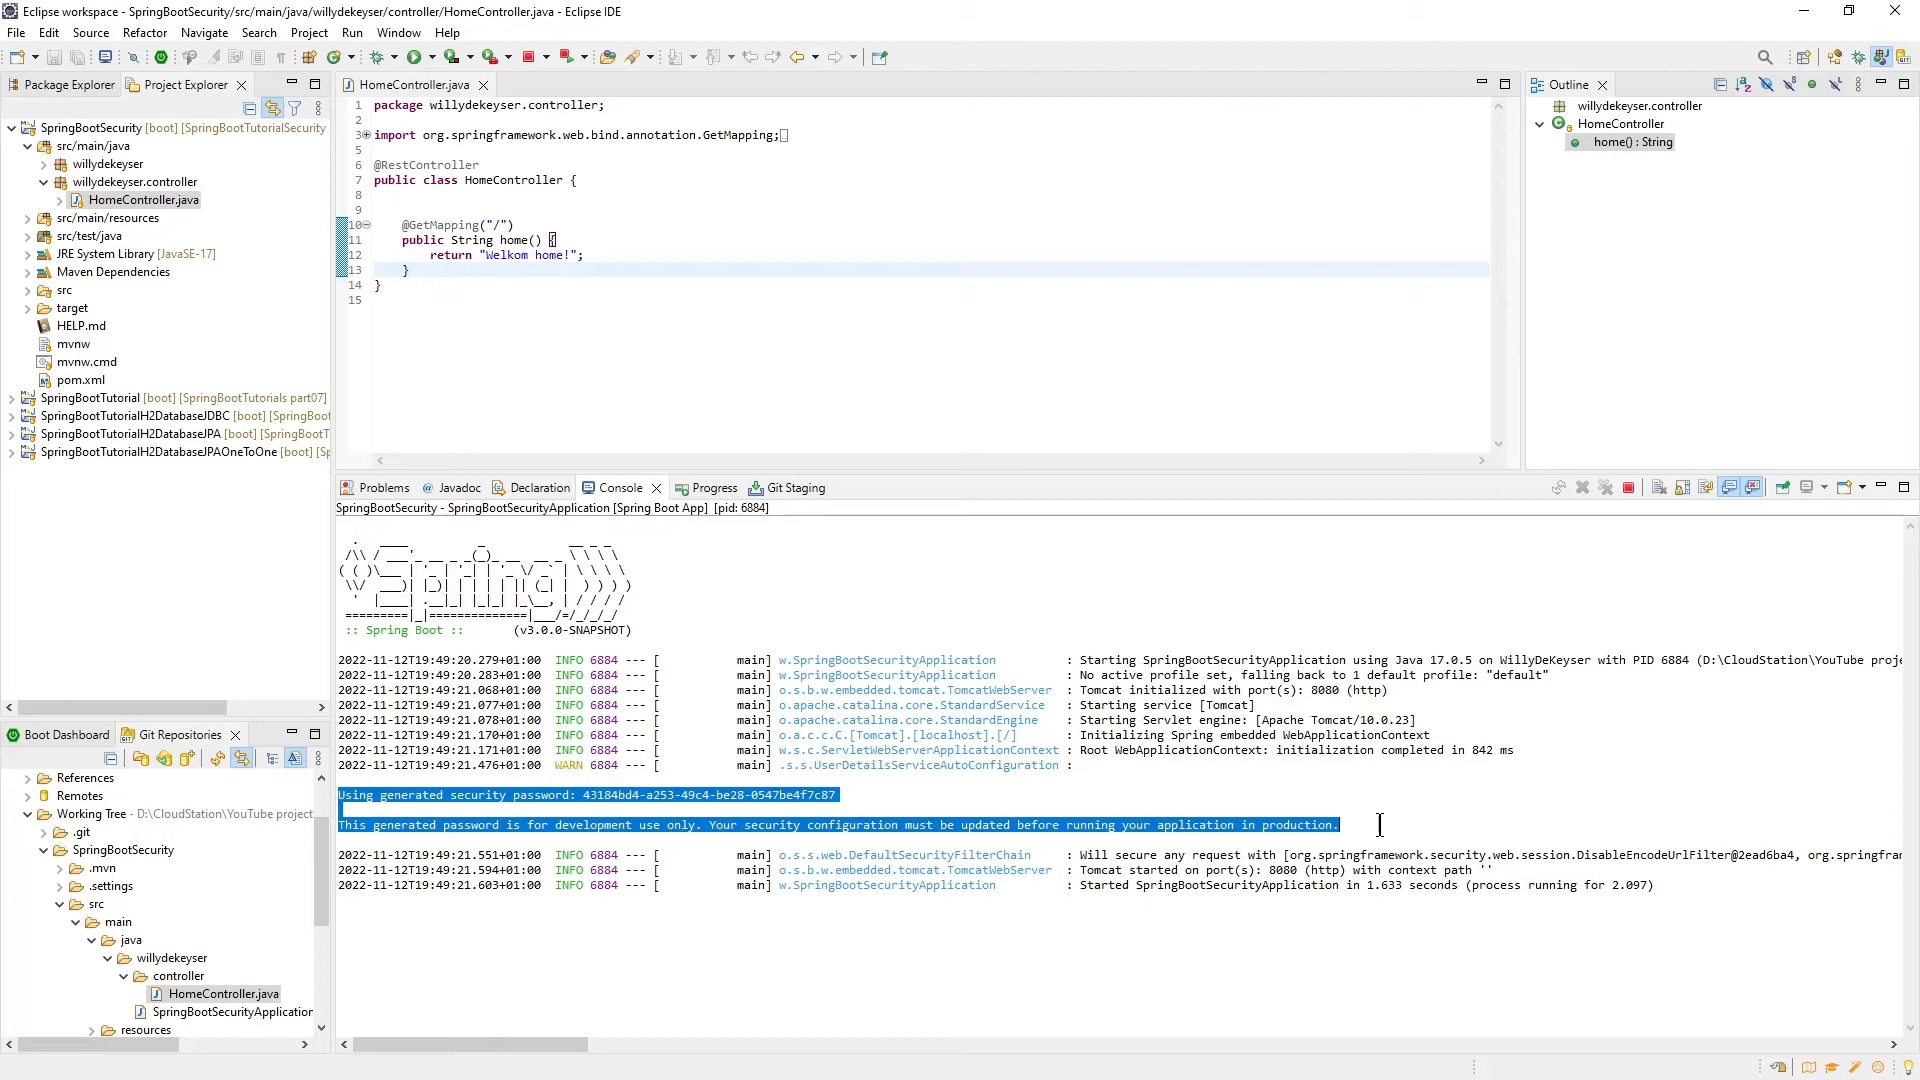 Eclipse workspace - SpringBootSecurity/src/main/java/willydekeyser/controller/HomeController.java - Eclipse IDE
File Edit Source Refactor Navigate Search Project Run Window Help
Package Explorer Project Explorer
SpringBootSecurity [boot] [SpringBootTutorialSecurity
src/main/java
willydekeyser
willydekeyser.controller
HomeController.java
src/main/resources
src/test/java
JRE System Library [JavaSE-17]
Maven Dependencies
src
target
HELP.md
mvnw
mvnw.cmd
pom.xml
SpringBootTutorial [boot] [SpringBootTutorials part07]
SpringBootTutorialH2DatabaseJDBC [boot] [SpringBoot
SpringBootTutorialH2DatabaseJPA [boot] [SpringBootT
SpringBootTutorialH2DatabaseJPAOneToOne [boot] [Sp
HomeController.java
1 package willydekeyser.controller;
2
3 import org.springframework.web.bind.annotation.GetMapping;
5
6 @RestController
7 public class HomeController {
8
9
10 @GetMapping("/")
11 public String home() {
12 return "Welkom home!";
13 }
14 }
15
Outline
willydekeyser.controller
HomeController
home() : String
Boot Dashboard Git Repositories
References
Remotes
Working Tree - D:\CloudStation\YouTube project
.git
SpringBootSecurity
.mvn
.settings
src
main
java
willydekeyser
controller
HomeController.java
SpringBootSecurityApplication
resources
Problems Javadoc Declaration Console Progress Git Staging
SpringBootSecurity - SpringBootSecurityApplication [Spring Boot App] [pid: 6884]
:: Spring Boot :: (v3.0.0-SNAPSHOT)
2022-11-12T19:49:20.279+01:00 INFO 6884 --- [ main] w.SpringBootSecurityApplication : Starting SpringBootSecurityApplication using Java 17.0.5 on WillyDeKeyser with PID 6884 (D:\CloudStation\YouTube proje
2022-11-12T19:49:20.283+01:00 INFO 6884 --- [ main] w.SpringBootSecurityApplication : No active profile set, falling back to 1 default profile: "default"
2022-11-12T19:49:21.068+01:00 INFO 6884 --- [ main] o.s.b.w.embedded.tomcat.TomcatWebServer : Tomcat initialized with port(s): 8080 (http)
2022-11-12T19:49:21.077+01:00 INFO 6884 --- [ main] o.apache.catalina.core.StandardService : Starting service [Tomcat]
2022-11-12T19:49:21.078+01:00 INFO 6884 --- [ main] o.apache.catalina.core.StandardEngine : Starting Servlet engine: [Apache Tomcat/10.0.23]
2022-11-12T19:49:21.170+01:00 INFO 6884 --- [ main] o.a.c.c.C.[Tomcat].[localhost].[/] : Initializing Spring embedded WebApplicationContext
2022-11-12T19:49:21.171+01:00 INFO 6884 --- [ main] w.s.c.ServletWebServerApplicationContext : Root WebApplicationContext: initialization completed in 842 ms
2022-11-12T19:49:21.476+01:00 WARN 6884 --- [ main] .s.s.UserDetailsServiceAutoConfiguration :
Using generated security password: 43184bd4-a253-49c4-be28-0547be4f7c87
This generated password is for development use only. Your security configuration must be updated before running your application in production.
2022-11-12T19:49:21.551+01:00 INFO 6884 --- [ main] o.s.s.web.DefaultSecurityFilterChain : Will secure any request with [org.springframework.security.web.session.DisableEncodeUrlFilter@2ead6ba4, org.springfram
2022-11-12T19:49:21.594+01:00 INFO 6884 --- [ main] o.s.b.w.embedded.tomcat.TomcatWebServer : Tomcat started on port(s): 8080 (http) with context path ''
2022-11-12T19:49:21.603+01:00 INFO 6884 --- [ main] w.SpringBootSecurityApplication : Started SpringBootSecurityApplication in 1.633 seconds (process running for 2.097)